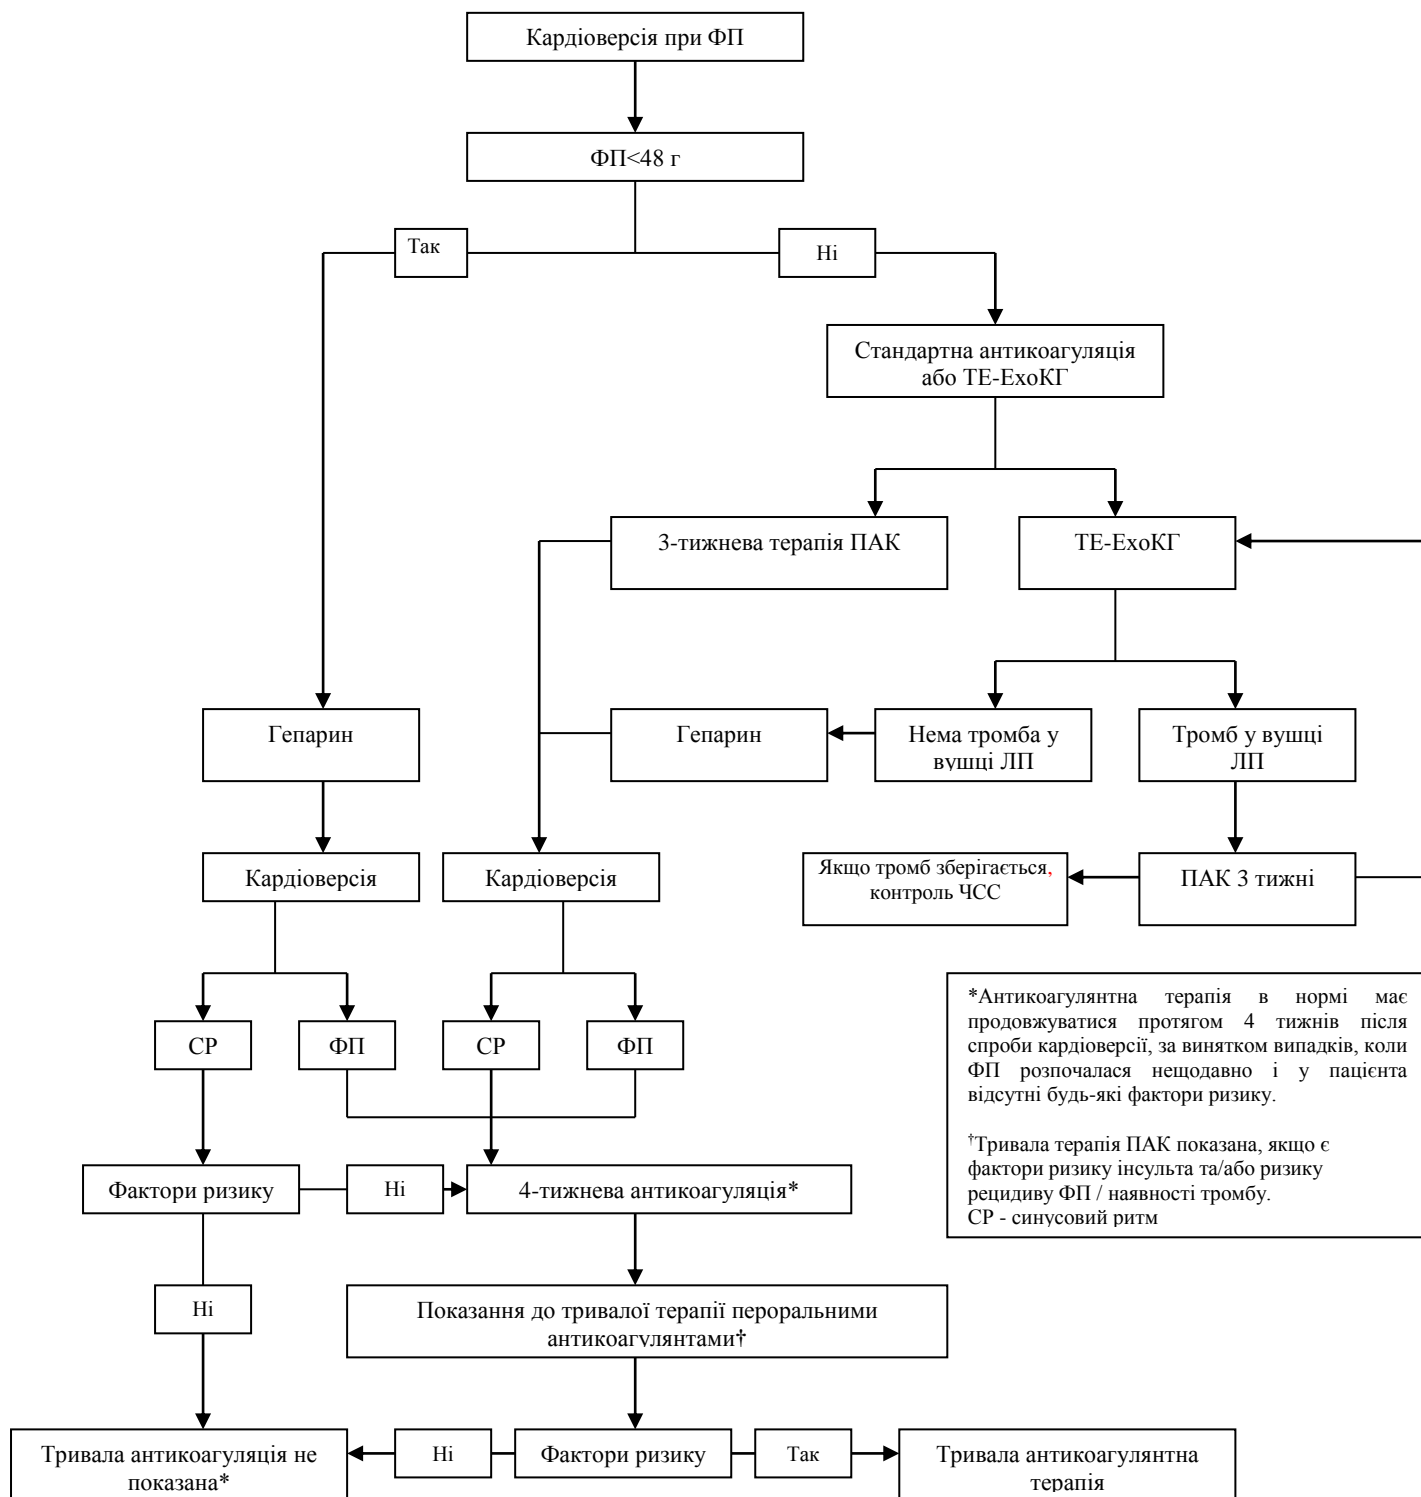 Кардіоверсія при ФП
ФП<48 г
Так
Ні
Стандартна антикоагуляція
або ТЕ-ЕхоКГ
3-тижнева терапія ПАК
ТЕ-ЕхоКГ
Гепарин
Гепарин
Нема тромба у
вушці ЛП
Тромб у вушці
ЛП
Кардіоверсія
Кардіоверсія
Якщо тромб зберігається,
контроль ЧСС
ПАК 3 тижні
СР
ФП
СР
ФП
*Антикоагулянтна терапія в нормі має
продовжуватися протягом 4 тижнів після
спроби кардіоверсії, за винятком випадків, коли
ФП розпочалася нещодавно і у пацієнта
відсутні будь-які фактори ризику.
†Тривала терапія ПАК показана, якщо є
фактори ризику інсульта та/або ризику
рецидиву ФП / наявності тромбу.
СР - синусовий ритм
Фактори ризику
Ні
4-тижнева антикоагуляція*
Ні
Показання до тривалої терапії пероральними
антикоагулянтами†
Тривала антикоагуляція не
показана*
Ні
Фактори ризику
Так
Тривала антикоагулянтна
терапія